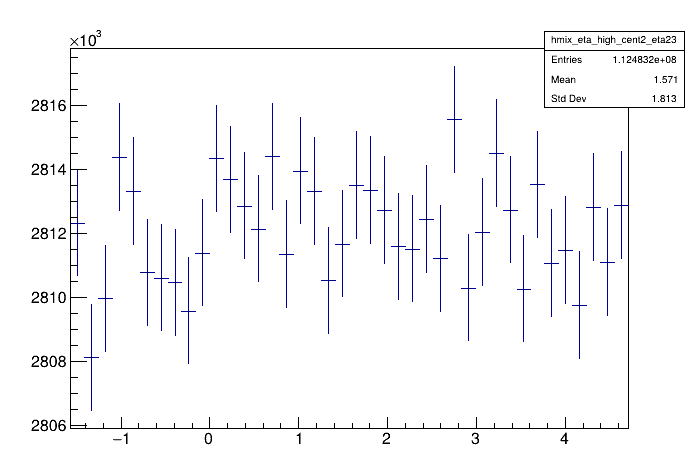 ×10³
hmix_eta_high_cent2_eta23
Entries 1.124832e+08
Mean 1.571
Std Dev 1.813
2816
2814
2812
2810
2808
2806
−1 0 1 2 3 4